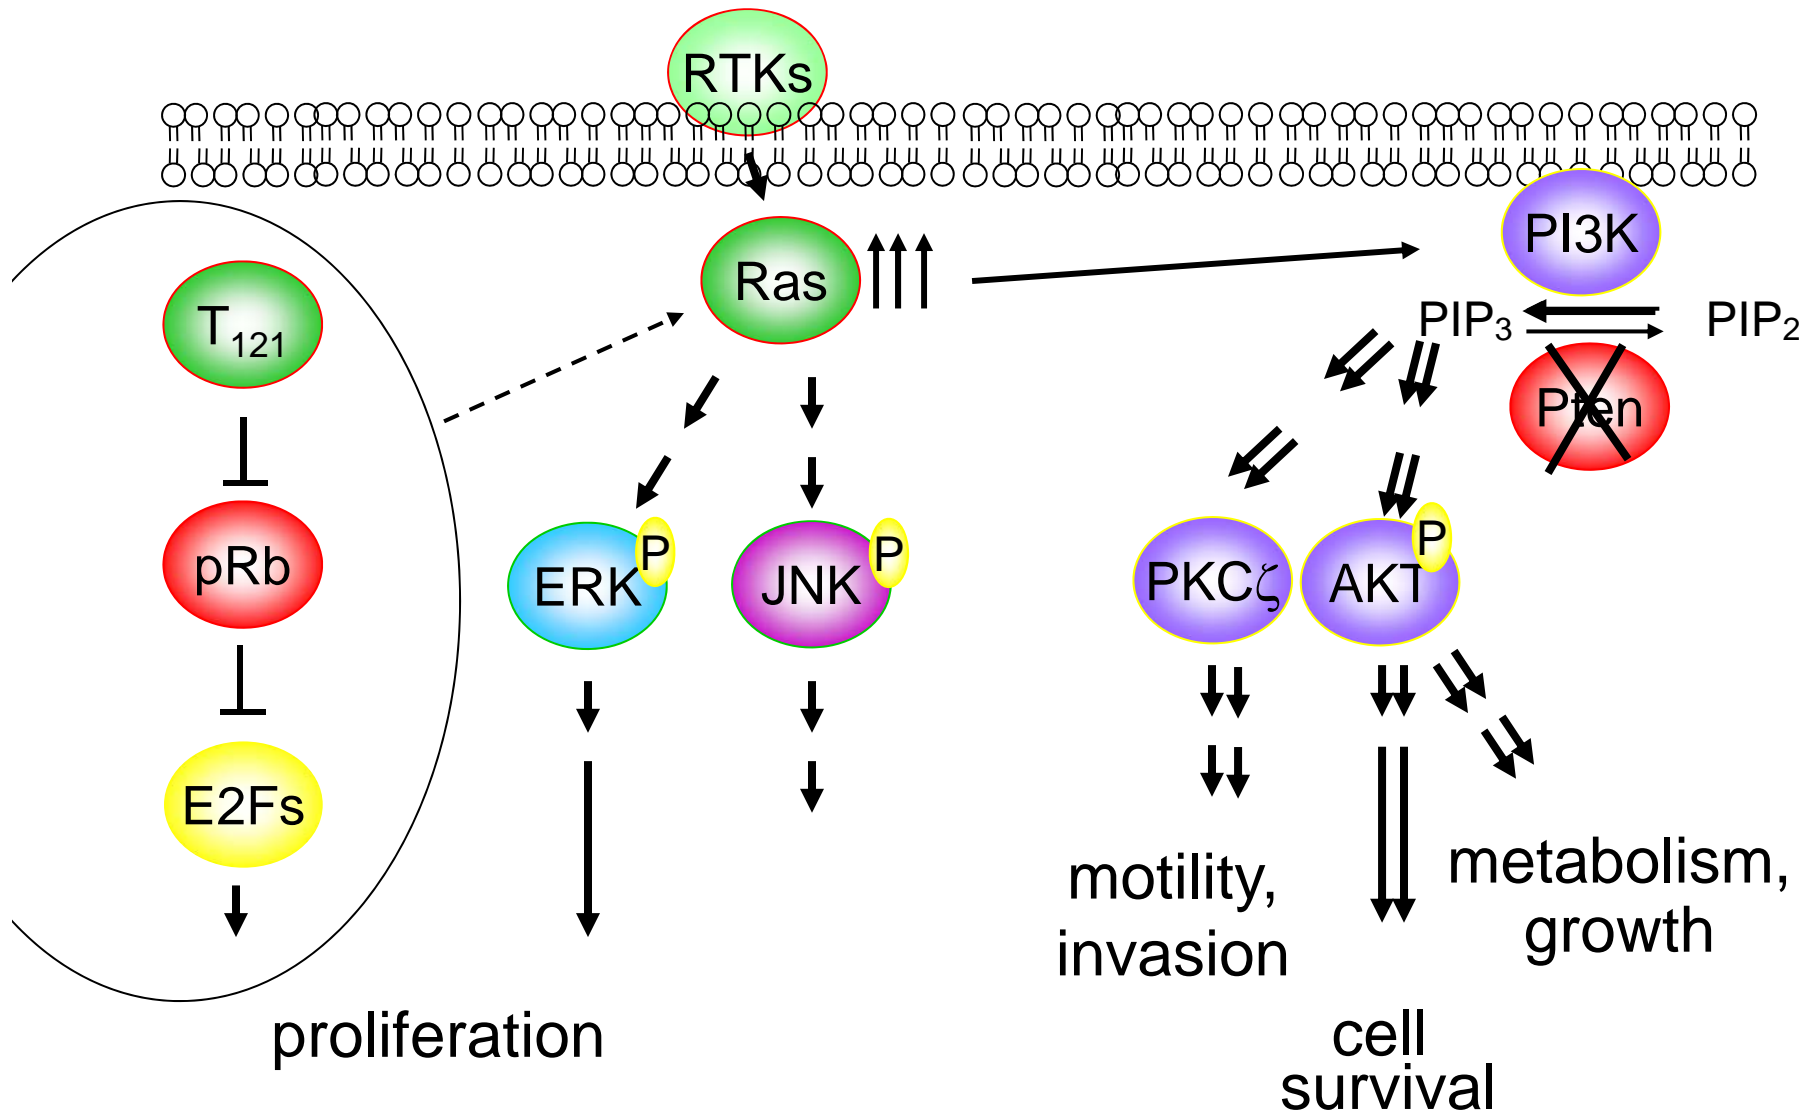 RTKs
PI3K
Ras
T121
PIP3
PIP2
Pten
pRb
P
P
P
ERK
JNK
PKCζ
AKT
E2Fs
motility,
invasion
metabolism,
growth
proliferation
cell
survival